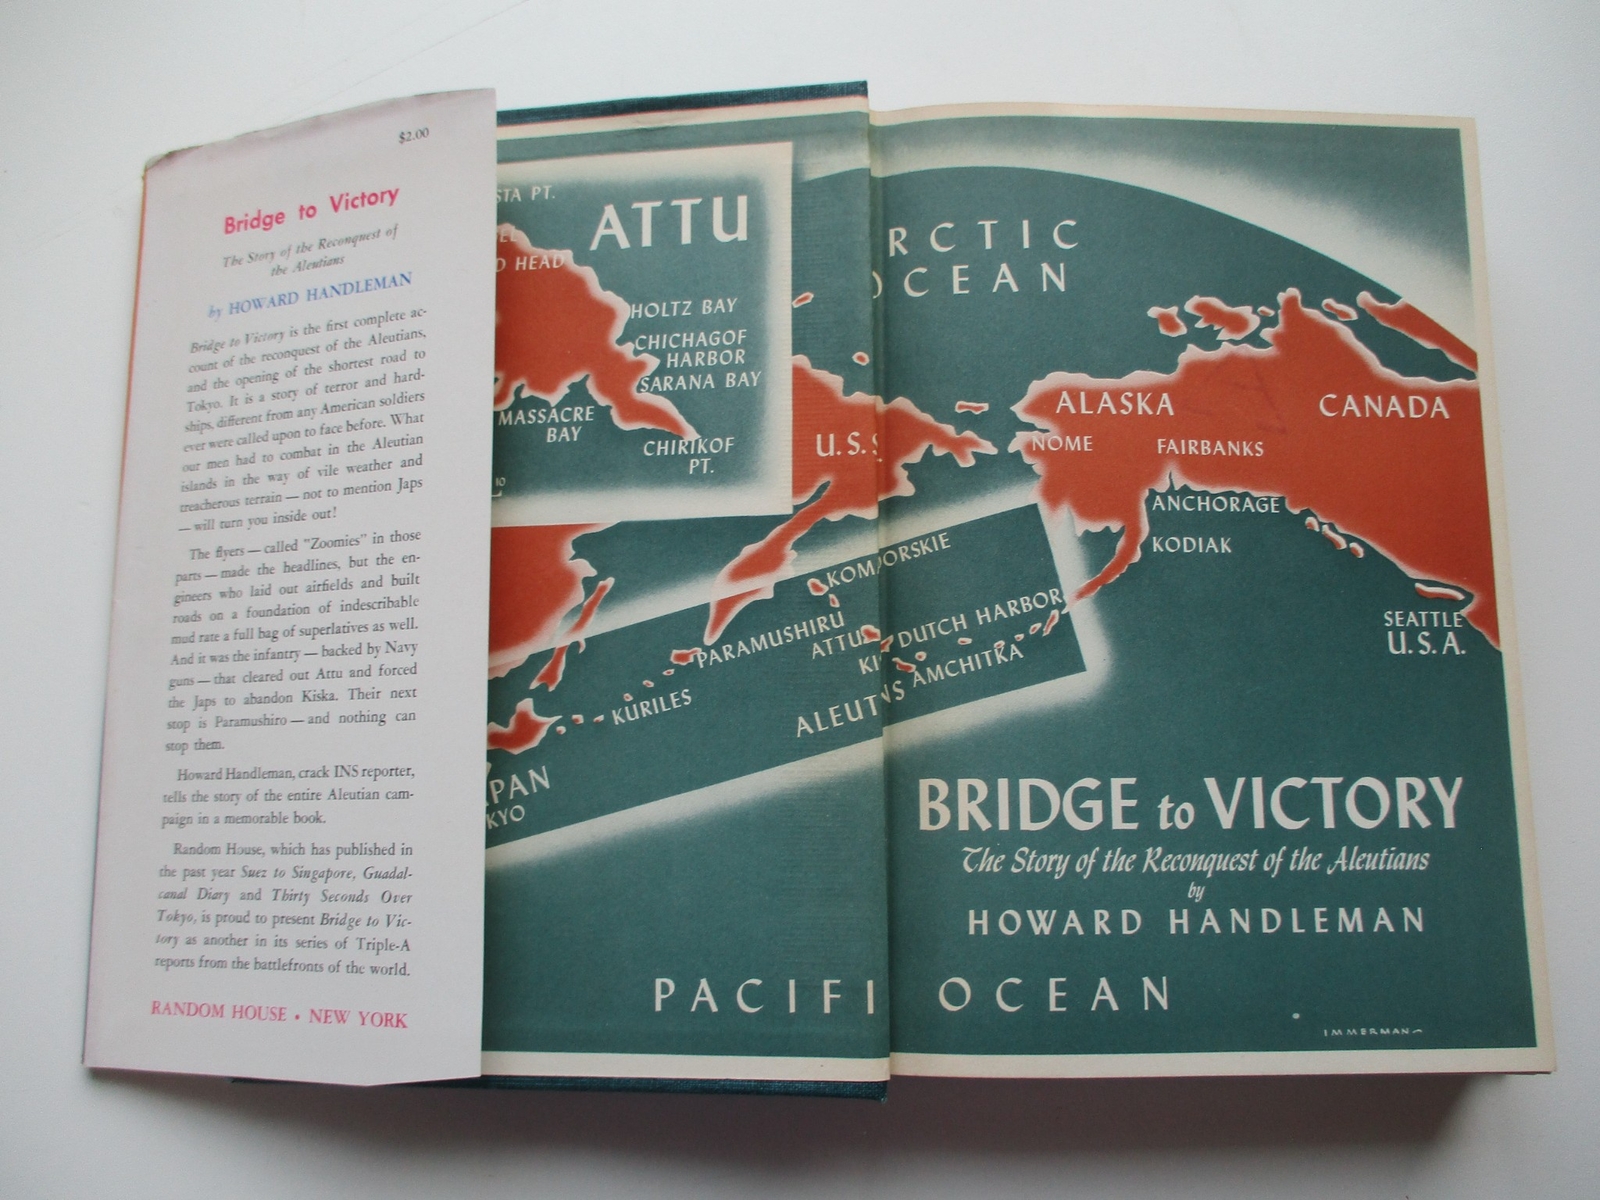 $2.00
Bridge to Victory
The Story of the Reconquest of
the Aleutians
by HOWARD HANDLEMAN
Bridge to Victory is the first complete ac-
count of the reconquest of the Aleutians,
and the opening of the shortest road to
Tokyo. It is a story of terror and hard-
ships, different from any American soldiers
ever were called upon to face before. What
our men had to combat in the Aleutian
islands in the way of vile weather and
treacherous terrain — not to mention Japs
— will turn you inside out!
The flyers — called "Zoomies" in those
parts — made the headlines, but the en-
gineers who laid out airfields and built
roads on a foundation of indescribable
mud rate a full bag of superlatives as well.
And it was the infantry — backed by Navy
guns — that cleared out Attu and forced
the Japs to abandon Kiska. Their next
stop is Paramushiro — and nothing can
stop them.
Howard Handleman, crack INS reporter,
tells the story of the entire Aleutian cam-
paign in a memorable book.
Random House, which has published in
the past year Suez to Singapore, Guadal-
canal Diary and Thirty Seconds Over
Tokyo, is proud to present Bridge to Vic-
tory as another in its series of Triple-A
reports from the battlefronts of the world.
RANDOM HOUSE • NEW YORK
STA PT.
ATTU
D HEAD
HOLTZ BAY
CHICHAGOF
HARBOR
SARANA BAY
MASSACRE
BAY
CHIRIKOF
PT.
10
RCTIC
OCEAN
U.S.S
ALASKA
CANADA
NOME
FAIRBANKS
ANCHORAGE
KODIAK
SEATTLE
U.S.A.
KOMORSKIE
PARAMUSHIRU
ATTU
DUTCH HARBOR
KIS
AMCHITKA
KURILES
ALEUTNS
PAN
KYO
BRIDGE to VICTORY
The Story of the Reconquest of the Aleutians
by
HOWARD HANDLEMAN
PACIFI OCEAN
IMMERMAN